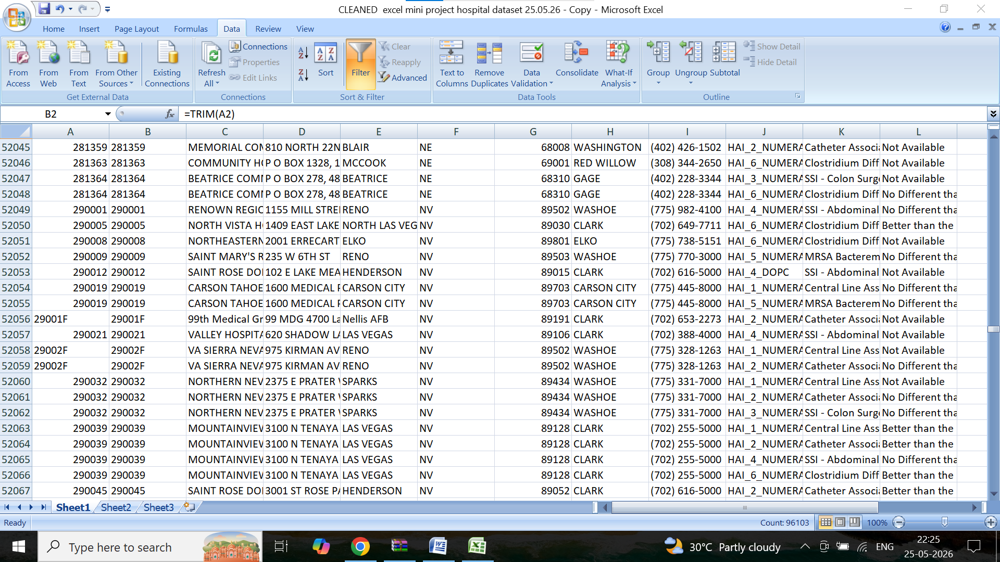 CLEANED excel mini project hospital dataset 25.05.26 - Copy - Microsoft Excel
Home Insert Page Layout Formulas Data Review View
From Access From Web From Text From Other Sources Existing Connections Refresh All Connections Properties Edit Links Sort Filter Clear Reapply Advanced Text to Columns Remove Duplicates Data Validation Consolidate What-If Analysis Group Ungroup Subtotal Show Detail Hide Detail
Get External Data Connections Sort & Filter Data Tools Outline
B2 fx =TRIM(A2)
A B C D E F G H I J K L
52045 281359 281359 MEMORIAL CON 810 NORTH 22N BLAIR NE 68008 WASHINGTON (402) 426-1502 HAI_2_NUMERA Catheter Associa Not Available
52046 281363 281363 COMMUNITY HO P O BOX 1328, 1 MCCOOK NE 69001 RED WILLOW (308) 344-2650 HAI_6_NUMERA Clostridium Diff Not Available
52047 281364 281364 BEATRICE COMM P O BOX 278, 48 BEATRICE NE 68310 GAGE (402) 228-3344 HAI_3_NUMERA SSI - Colon Surge Not Available
52048 281364 281364 BEATRICE COMM P O BOX 278, 48 BEATRICE NE 68310 GAGE (402) 228-3344 HAI_6_NUMERA Clostridium Diff No Different tha
52049 290001 290001 RENOWN REGIO 1155 MILL STREE RENO NV 89502 WASHOE (775) 982-4100 HAI_4_NUMERA SSI - Abdominal No Different tha
52050 290005 290005 NORTH VISTA HO 1409 EAST LAKE NORTH LAS VEG NV 89030 CLARK (702) 649-7711 HAI_6_NUMERA Clostridium Diff Better than the
52051 290008 290008 NORTHEASTERN 2001 ERRECART ELKO NV 89801 ELKO (775) 738-5151 HAI_6_NUMERA Clostridium Diff Not Available
52052 290009 290009 SAINT MARY'S R 235 W 6TH ST RENO NV 89503 WASHOE (775) 770-3000 HAI_5_NUMERA MRSA Bacterem No Different tha
52053 290012 290012 SAINT ROSE DO 102 E LAKE MEA HENDERSON NV 89015 CLARK (702) 616-5000 HAI_4_DOPC SSI - Abdominal Not Available
52054 290019 290019 CARSON TAHOE 1600 MEDICAL P CARSON CITY NV 89703 CARSON CITY (775) 445-8000 HAI_1_NUMERA Central Line Ass No Different tha
52055 290019 290019 CARSON TAHOE 1600 MEDICAL P CARSON CITY NV 89703 CARSON CITY (775) 445-8000 HAI_5_NUMERA MRSA Bacterem No Different tha
52056 29001F 29001F 99th Medical Gr 99 MDG 4700 La Nellis AFB NV 89191 CLARK (702) 653-2273 HAI_2_NUMERA Catheter Associa Not Available
52057 290021 290021 VALLEY HOSPITA 620 SHADOW LA LAS VEGAS NV 89106 CLARK (702) 388-4000 HAI_4_NUMERA SSI - Abdominal Not Available
52058 29002F 29002F VA SIERRA NEVA 975 KIRMAN AV RENO NV 89502 WASHOE (775) 328-1263 HAI_1_NUMERA Central Line Ass Not Available
52059 29002F 29002F VA SIERRA NEVA 975 KIRMAN AV RENO NV 89502 WASHOE (775) 328-1263 HAI_2_NUMERA Catheter Associa No Different tha
52060 290032 290032 NORTHERN NEV 2375 E PRATER W SPARKS NV 89434 WASHOE (775) 331-7000 HAI_1_NUMERA Central Line Ass Not Available
52061 290032 290032 NORTHERN NEV 2375 E PRATER W SPARKS NV 89434 WASHOE (775) 331-7000 HAI_2_NUMERA Catheter Associa No Different tha
52062 290032 290032 NORTHERN NEV 2375 E PRATER W SPARKS NV 89434 WASHOE (775) 331-7000 HAI_3_NUMERA SSI - Colon Surge No Different tha
52063 290039 290039 MOUNTAINVIEW 3100 N TENAYA LAS VEGAS NV 89128 CLARK (702) 255-5000 HAI_1_NUMERA Central Line Ass Better than the
52064 290039 290039 MOUNTAINVIEW 3100 N TENAYA LAS VEGAS NV 89128 CLARK (702) 255-5000 HAI_2_NUMERA Catheter Associa Better than the
52065 290039 290039 MOUNTAINVIEW 3100 N TENAYA LAS VEGAS NV 89128 CLARK (702) 255-5000 HAI_4_NUMERA SSI - Abdominal No Different tha
52066 290039 290039 MOUNTAINVIEW 3100 N TENAYA LAS VEGAS NV 89128 CLARK (702) 255-5000 HAI_6_NUMERA Clostridium Diff Better than the
52067 290045 290045 SAINT ROSE DO 3001 ST ROSE PA HENDERSON NV 89052 CLARK (702) 616-5000 HAI_2_NUMERA Catheter Associa Better than the
Sheet1 Sheet2 Sheet3
Ready Count: 96103 100%
Type here to search 30°C Partly cloudy ENG 22:25
25-05-2026